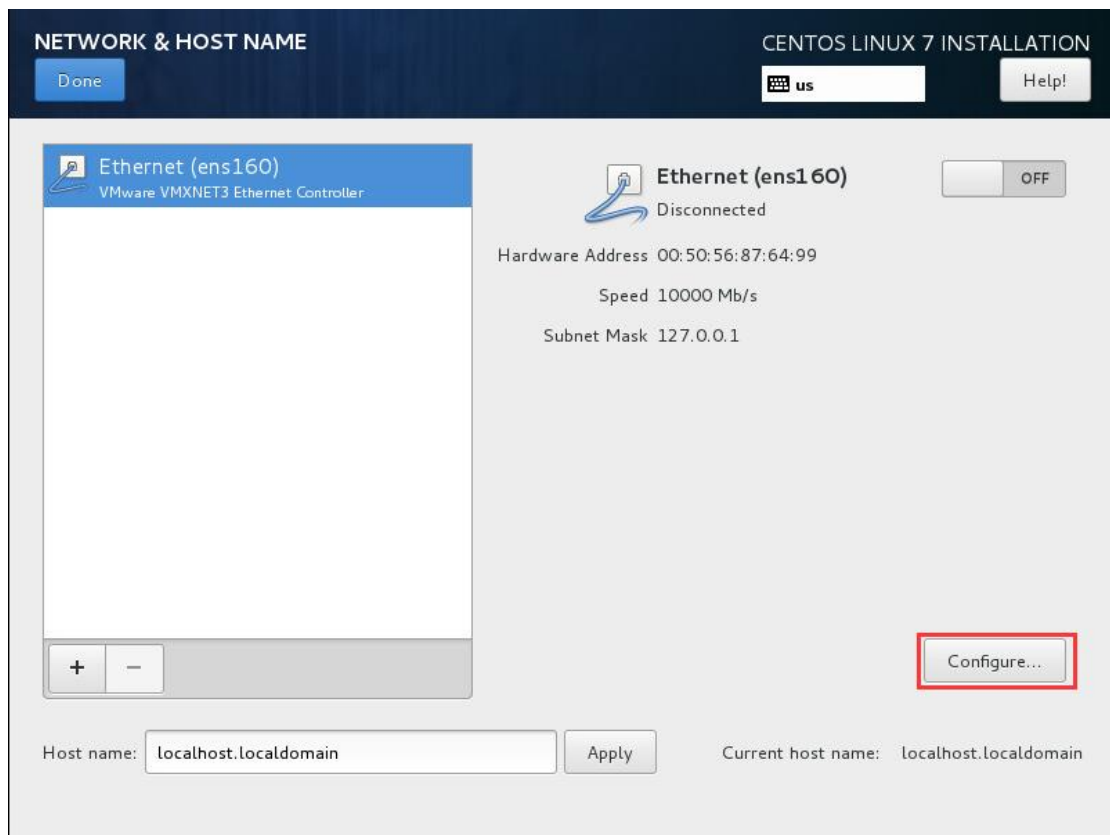 NETWORK & HOST NAME
CENTOS LINUX 7 INSTALLATION
Done
us
Help!
Ethernet (ens160)
VMware VMXNET3 Ethernet Controller
Ethernet (ens160)
OFF
Disconnected
Hardware Address 00:50:56:87:64:99
Speed 10000 Mb/s
Subnet Mask 127.0.0.1
+ −
Configure...
Host name: localhost.localdomain Apply Current host name: localhost.localdomain